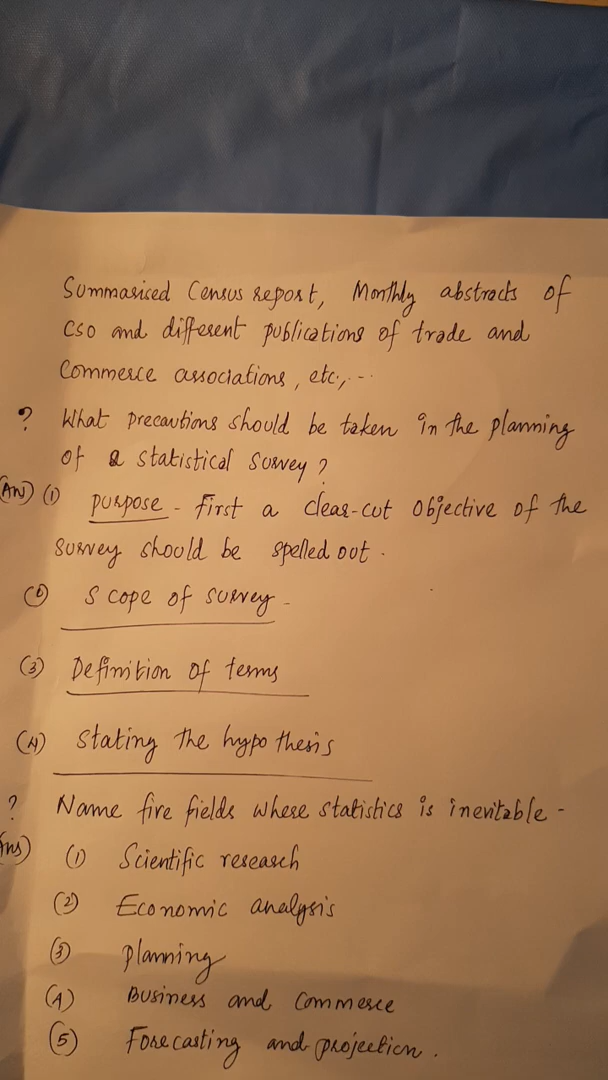 Summarised Census report, Monthly abstracts of
CSO and different publications of trade and
Commerce associations, etc., --
? What precautions should be taken in the planning
of a statistical survey?
(An) (1) purpose - First a clear-cut objective of the
survey should be spelled out.
Scope of survey -
(3) Definition of terms
(4) Stating the hypothesis
? Name five fields where statistics is inevitable -
Ans) (1) Scientific research
(2) Economic analysis
(3) planning
(4) Business and commerce
(5) Forecasting and projection.